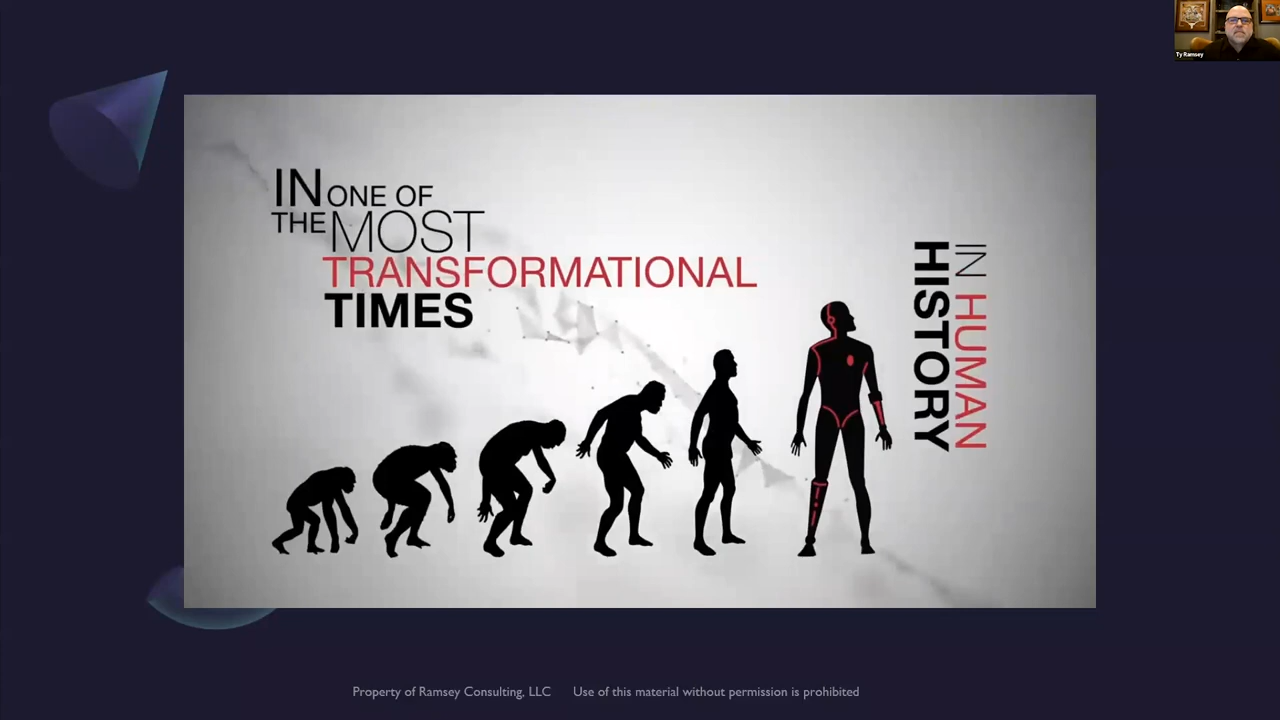 Ty Ramsey
IN ONE OF
THE MOST
TRANSFORMATIONAL
TIMES
IN HUMAN
HISTORY
Property of Ramsey Consulting, LLC Use of this material without permission is prohibited